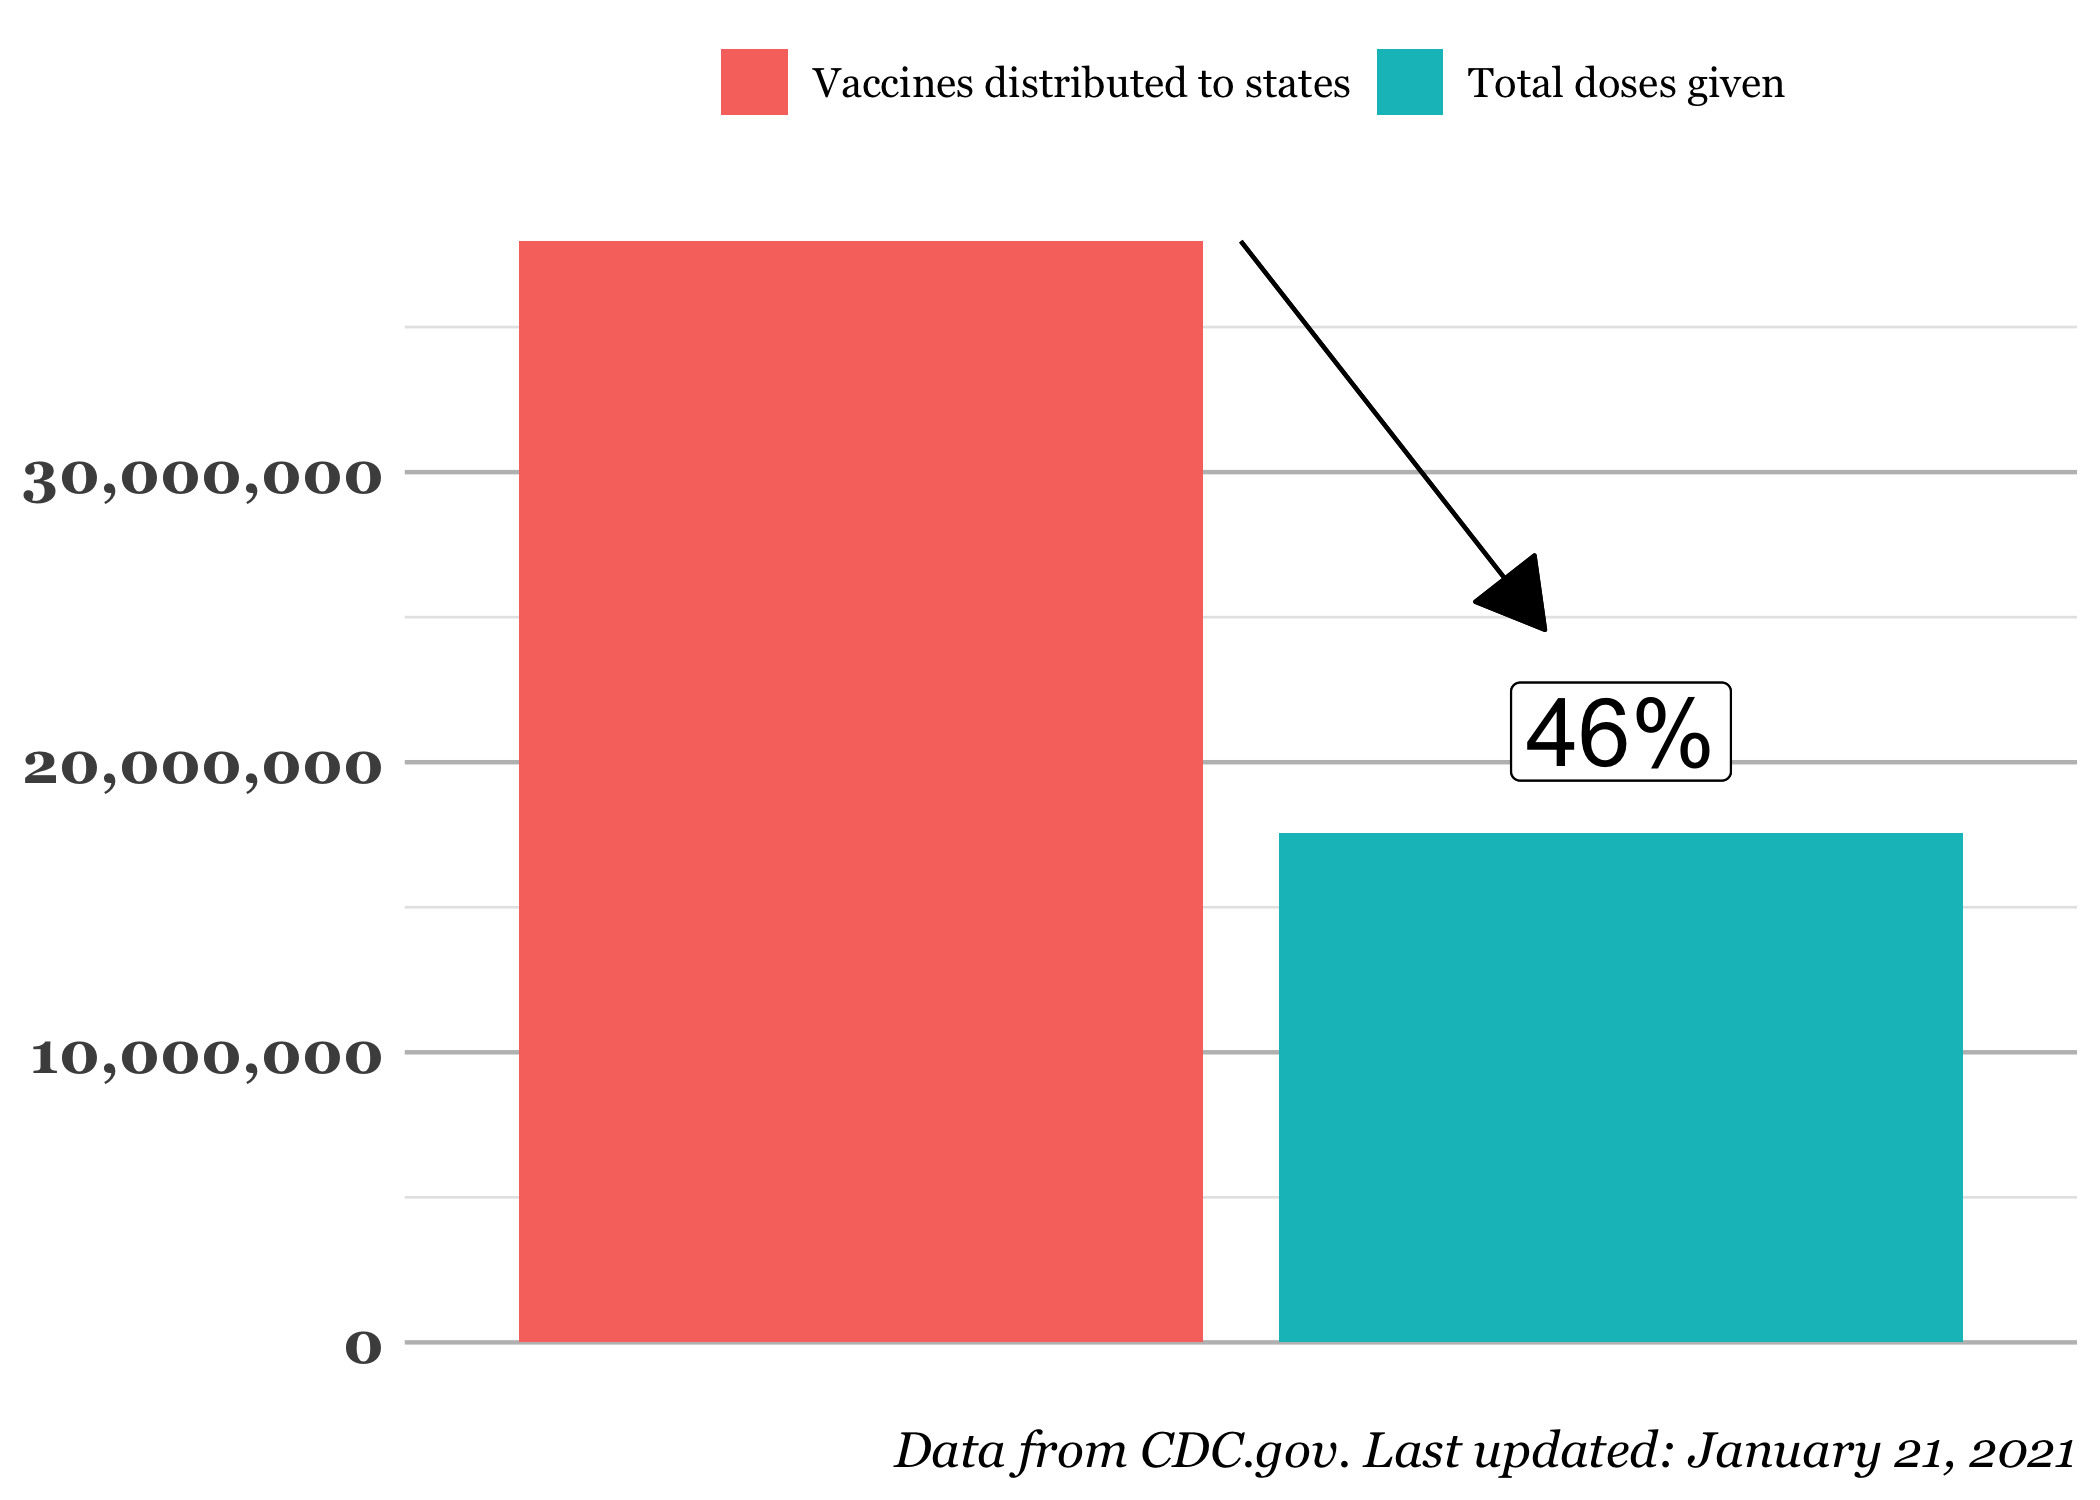 Vaccines distributed to states Total doses given
30,000,000
46%
20,000,000
10,000,000
0
Data from CDC.gov. Last updated: January 21, 2021